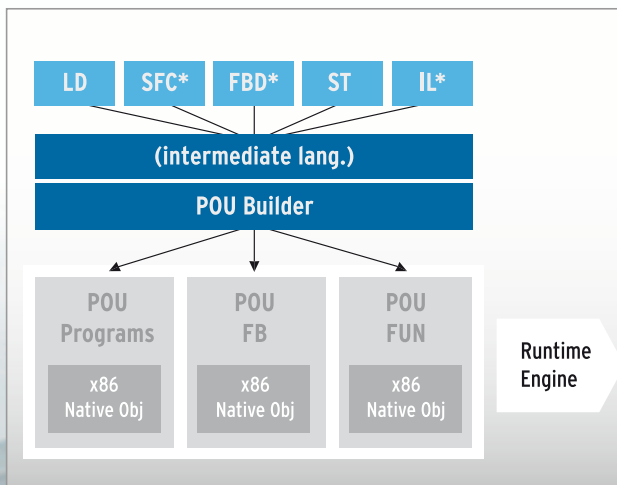 LD SFC* FBD* ST IL*
(intermediate lang.)
POU Builder
POU POU POU
Programs FB FUN
x86 x86 x86
Native Obj Native Obj Native Obj
Runtime
Engine